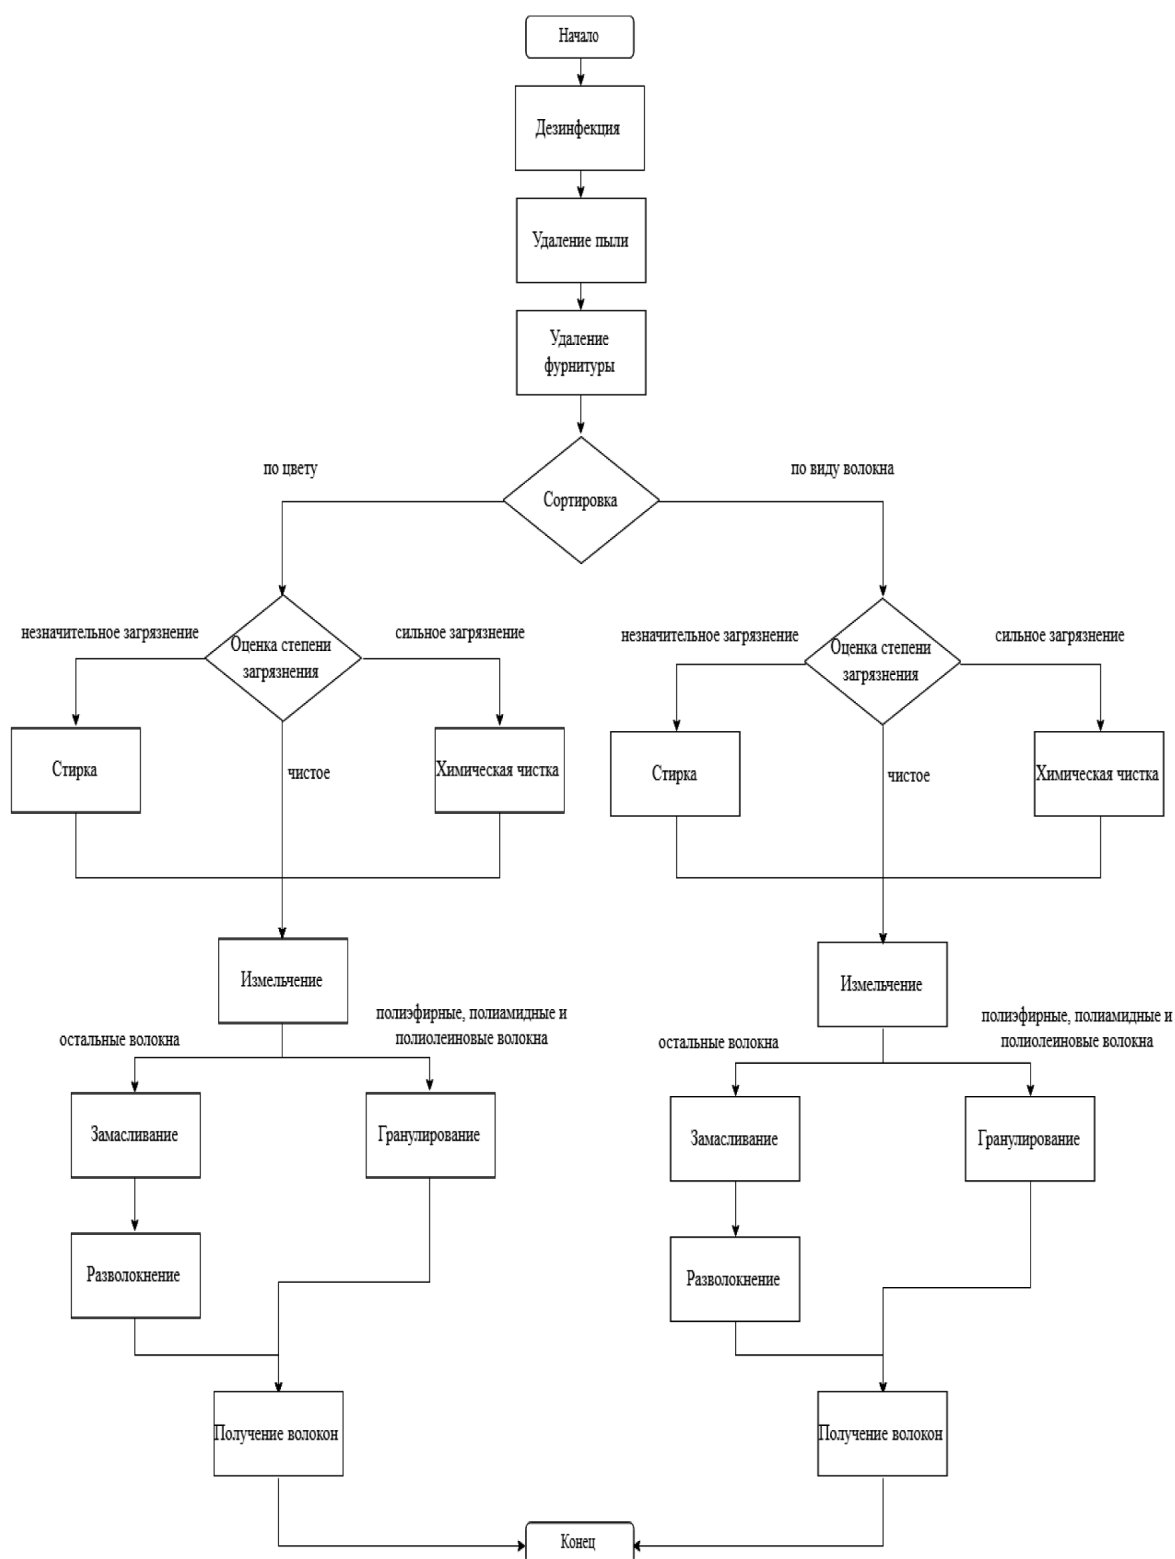 Начало
Дезинфекция
Удаление пыли
Удаление
фурнитуры
по цвету
по виду волокна
Сортировка
незначительное загрязнение
Оценка степени
загрязнения
сильное загрязнение
незначительное загрязнение
Оценка степени
загрязнения
сильное загрязнение
Стирка
чистое
Химическая чистка
Стирка
чистое
Химическая чистка
Измельчение
Измельчение
остальные волокна
полиэфирные, полиамидные и
полиолеиновые волокна
остальные волокна
полиэфирные, полиамидные и
полиолеиновые волокна
Замасливание
Гранулирование
Замасливание
Гранулирование
Разволокнение
Разволокнение
Получение волокон
Получение волокон
Конец